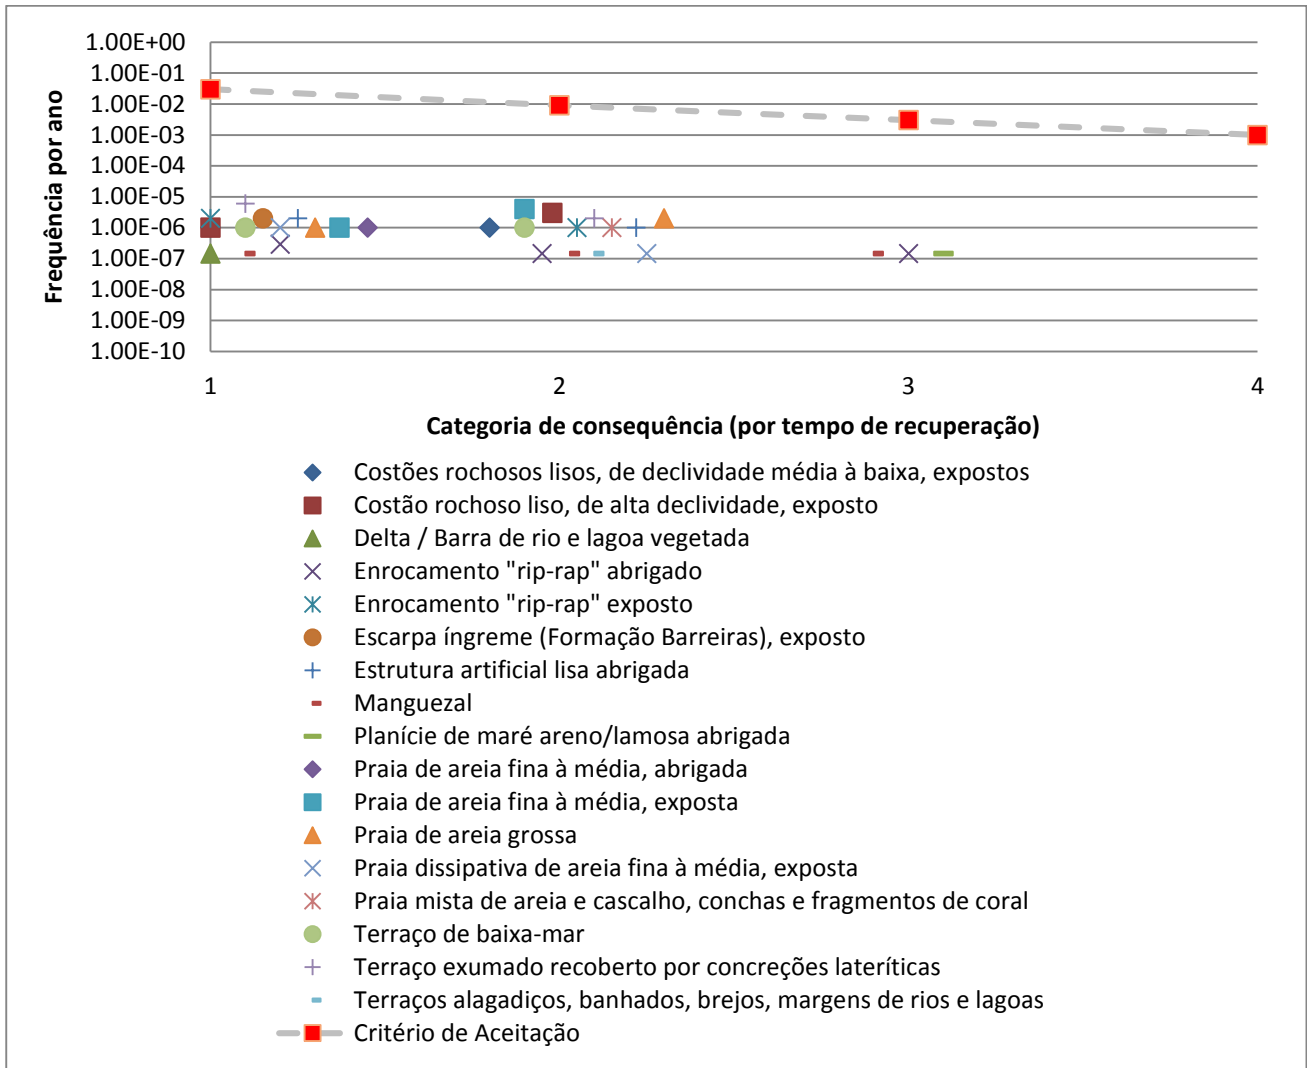 1.00E+00
1.00E-01
1.00E-02
1.00E-03
1.00E-04
1.00E-05
1.00E-06
1.00E-07
1.00E-08
1.00E-09
1.00E-10
Frequência por ano
1 2 3 4
Categoria de consequência (por tempo de recuperação)
Costões rochosos lisos, de declividade média à baixa, expostos
Costão rochoso liso, de alta declividade, exposto
Delta / Barra de rio e lagoa vegetada
Enrocamento "rip-rap" abrigado
Enrocamento "rip-rap" exposto
Escarpa íngreme (Formação Barreiras), exposto
Estrutura artificial lisa abrigada
Manguezal
Planície de maré areno/lamosa abrigada
Praia de areia fina à média, abrigada
Praia de areia fina à média, exposta
Praia de areia grossa
Praia dissipativa de areia fina à média, exposta
Praia mista de areia e cascalho, conchas e fragmentos de coral
Terraço de baixa-mar
Terraço exumado recoberto por concreções lateríticas
Terraços alagadiços, banhados, brejos, margens de rios e lagoas
Critério de Aceitação